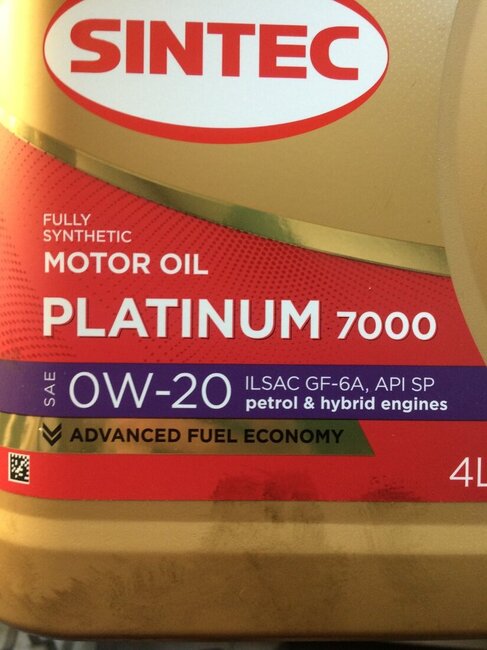 SINTEC
FULLY
SYNTHETIC
MOTOR OIL
PLATINUM 7000
SAE 0W-20
ILSAC GF-6A, API SP
petrol & hybrid engines
ADVANCED FUEL ECONOMY
4L